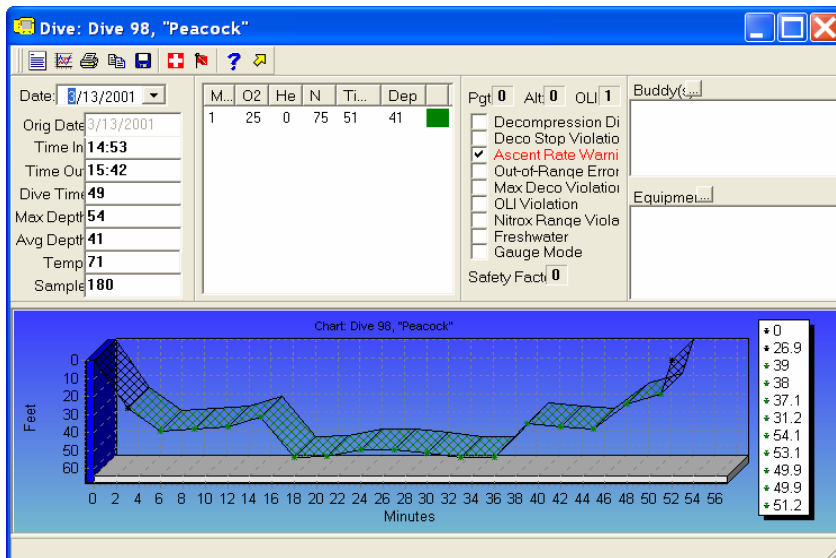 Dive: Dive 98, "Peacock"
Date: 3/13/2001
Orig Date 3/13/2001
Time In 14:53
Time Ou 15:42
Dive Time 49
Max Depth 54
Avg Depth 41
Temp 71
Sample 180
M... O2 He N Ti... Dep
1 25 0 75 51 41
Pgt 0 Alt: 0 OLI 1
Decompression Di
Deco Stop Violatio
Ascent Rate Warni
Out-of-Range Error
Max Deco Violation
OLI Violation
Nitrox Range Viola
Freshwater
Gauge Mode
Safety Fact 0
Buddy(s ...
Equipmer ...
Chart: Dive 98, "Peacock"
Feet
0
10
20
30
40
50
60
0 2 4 6 8 10 12 14 16 18 20 22 24 26 28 30 32 34 36 38 40 42 44 46 48 50 52 54 56
Minutes
0
26.9
39
38
37.1
31.2
54.1
53.1
49.9
49.9
51.2